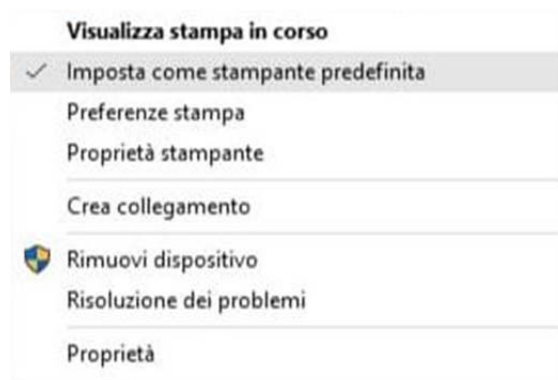 Visualizza stampa in corso
Imposta come stampante predefinita
Preferenze stampa
Proprietà stampante
Crea collegamento
Rimuovi dispositivo
Risoluzione dei problemi
Proprietà